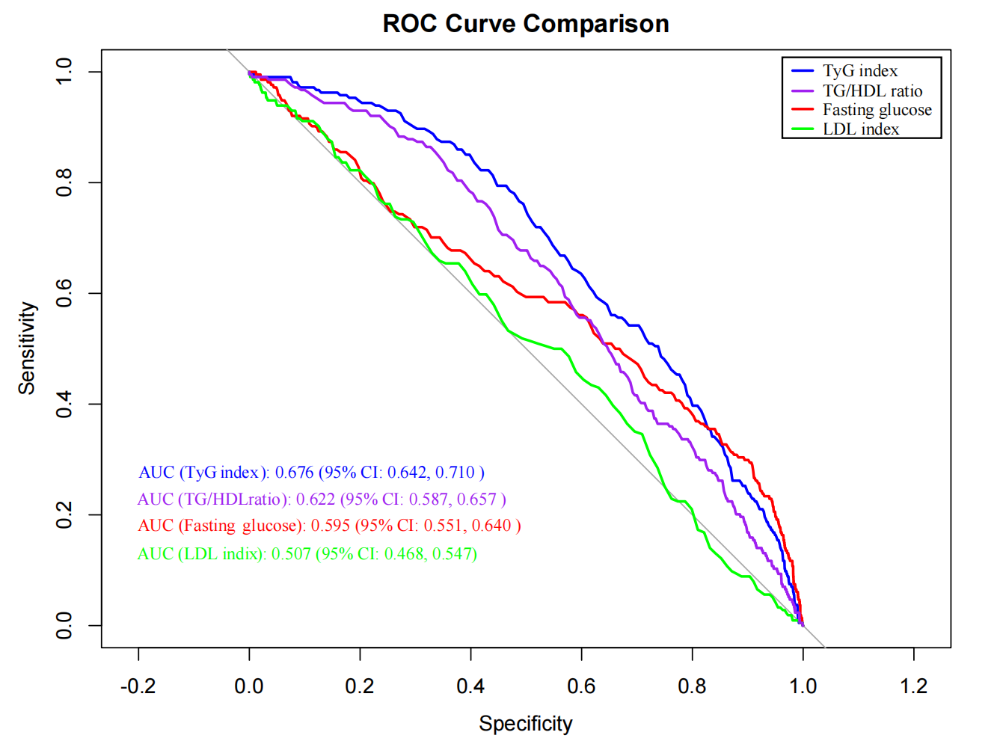 ROC Curve Comparison
TyG index
TG/HDL ratio
Fasting glucose
LDL index
1.0
0.8
0.6
0.4
0.2
0.0
Sensitivity
AUC (TyG index): 0.676 (95% CI: 0.642, 0.710 )
AUC (TG/HDLratio): 0.622 (95% CI: 0.587, 0.657 )
AUC (Fasting glucose): 0.595 (95% CI: 0.551, 0.640 )
AUC (LDL indix): 0.507 (95% CI: 0.468, 0.547)
-0.2 0.0 0.2 0.4 0.6 0.8 1.0 1.2
Specificity